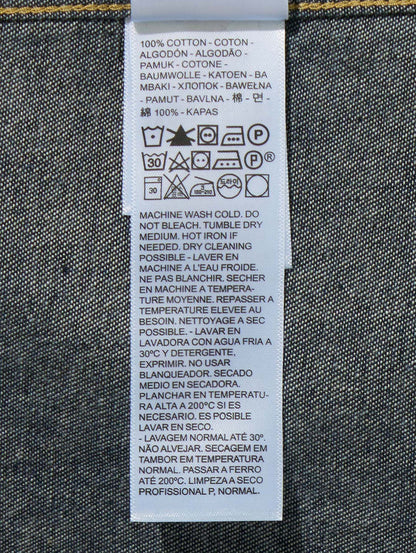 100% COTTON - COTON -
ALGODÓN - ALGODÃO -
PAMUK - COTONE -
BAUMWOLLE - KATOEN - BA
MBAKI - ХЛОПОК - BAWEŁNA
- PAMUT - BAVLNA - 棉 - 면 -
綿 100% - KAPAS
P
30 P ®
30 드라이
MACHINE WASH COLD. DO
NOT BLEACH. TUMBLE DRY
MEDIUM. HOT IRON IF
NEEDED. DRY CLEANING
POSSIBLE - LAVER EN
MACHINE A L'EAU FROIDE.
NE PAS BLANCHIR. SECHER
EN MACHINE A TEMPERA-
TURE MOYENNE. REPASSER A
TEMPERATURE ELEVEE AU
BESOIN. NETTOYAGE A SEC
POSSIBLE. - LAVAR EN
LAVADORA CON AGUA FRIA A
30ºC Y DETERGENTE,
EXPRIMIR. NO USAR
BLANQUEADOR. SECADO
MEDIO EN SECADORA.
PLANCHAR EN TEMPERATU-
RA ALTA A 200ºC SI ES
NECESARIO. ES POSIBLE
LAVAR EN SECO.
- LAVAGEM NORMAL ATÉ 30º.
NÃO ALVEJAR. SECAGEM EM
TAMBOR EM TEMPERATURA
NORMAL. PASSAR A FERRO
ATÉ 200ºC. LIMPEZA A SECO
PROFISSIONAL P, NORMAL.